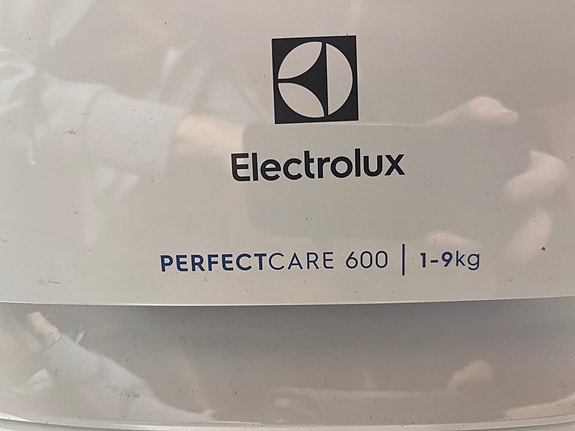 Electrolux
PERFECTCARE 600 | 1-9kg